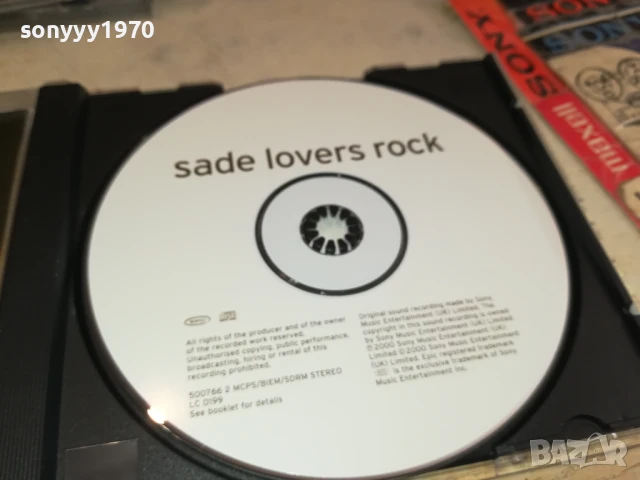 sonyyy1970
SONY
SONY
maxell
sade lovers rock
Epic
All rights of the producer and of the owner
of the recorded work reserved.
Unauthorised copying, public performance,
broadcasting, hiring or rental of this
recording prohibited.
500766 2 MCPS/BIEM/SDRM STEREO
LC 0199
See booklet for details
Original sound recording made by Sony
Music Entertainment (UK) Limited. The
copyright in this sound recording is owned
by Sony Music Entertainment (UK) Limited.
℗ 2000 Sony Music Entertainment (UK)
Limited © 2000 Sony Music Entertainment
(UK) Limited. Epic registered trademark
is the exclusive trademark of Sony
Music Entertainment Inc.
BAZAR
bg